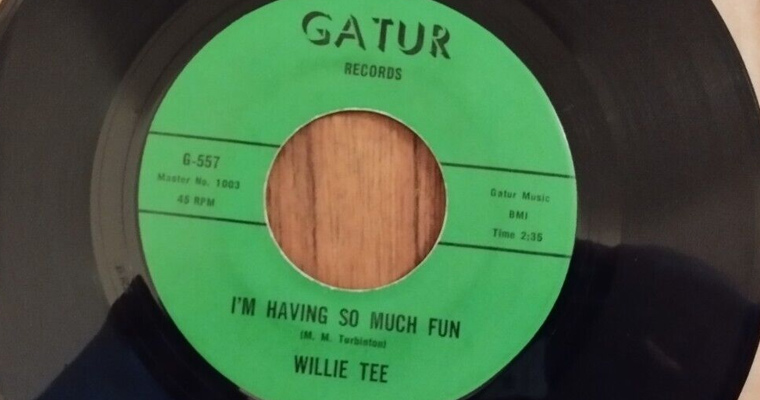 GATUR
RECORDS
G-557
Master No. 1003
45 RPM
Gatur Music
BMI
Time 2:35
I'M HAVING SO MUCH FUN
(M. M. Turbinton)
WILLIE TEE